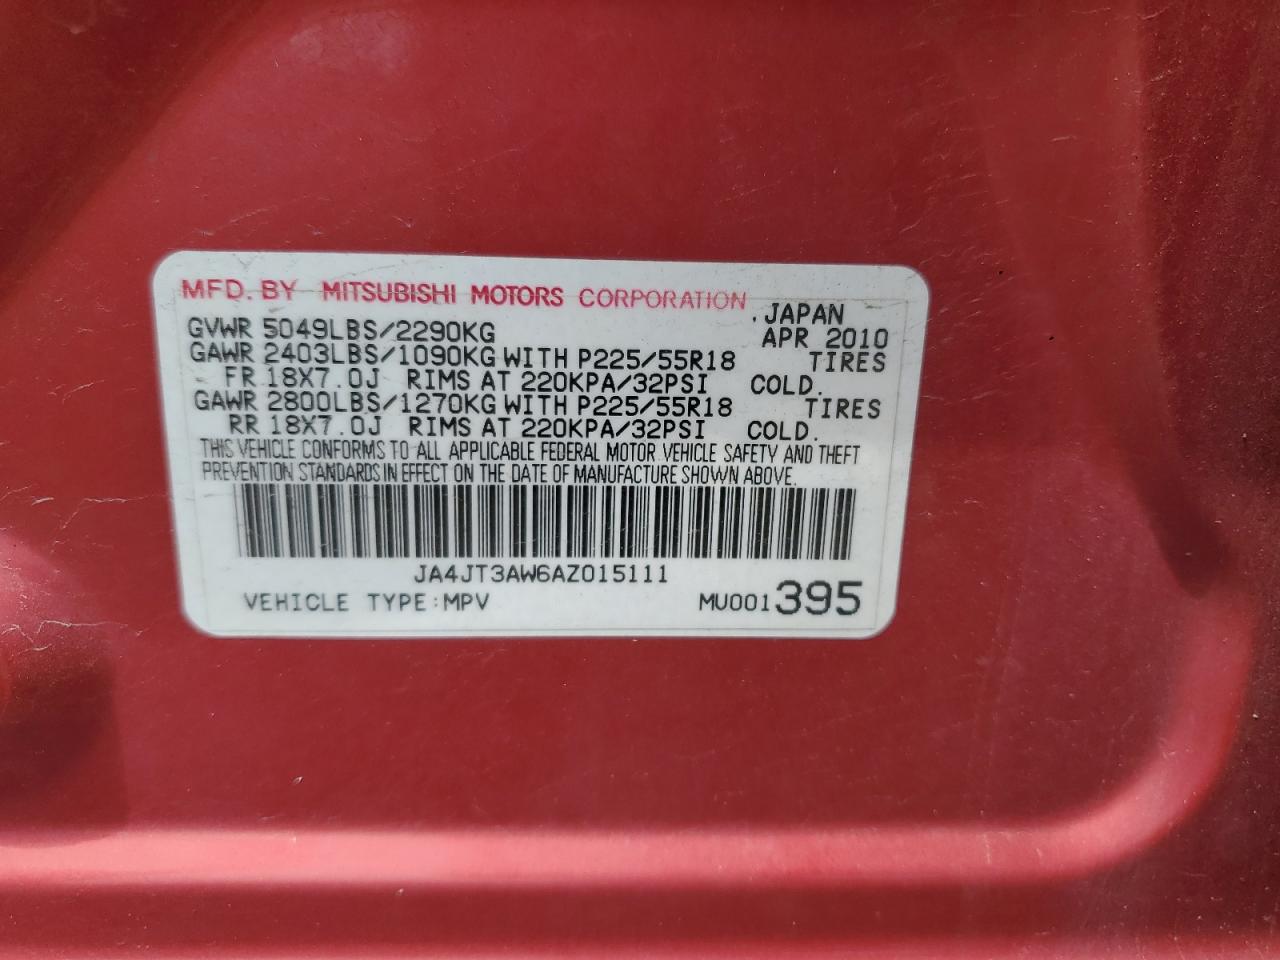 MFD. BY MITSUBISHI MOTORS CORPORATION, JAPAN
GVWR 5049LBS/2290KG APR 2010
GAWR 2403LBS/1090KG WITH P225/55R18 TIRES
FR 18X7.0J RIMS AT 220KPA/32PSI COLD.
GAWR 2800LBS/1270KG WITH P225/55R18 TIRES
RR 18X7.0J RIMS AT 220KPA/32PSI COLD.
THIS VEHICLE CONFORMS TO ALL APPLICABLE FEDERAL MOTOR VEHICLE SAFETY AND THEFT
PREVENTION STANDARDS IN EFFECT ON THE DATE OF MANUFACTURE SHOWN ABOVE.
JA4JT3AW6AZ015111
VEHICLE TYPE:MPV MU001395